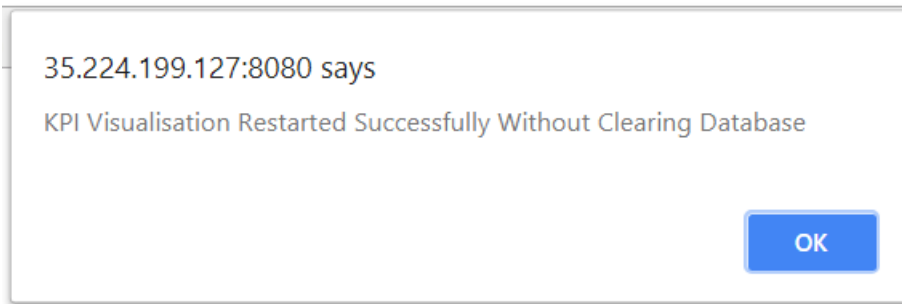 35.224.199.127:8080 says
KPI Visualisation Restarted Successfully Without Clearing Database
OK